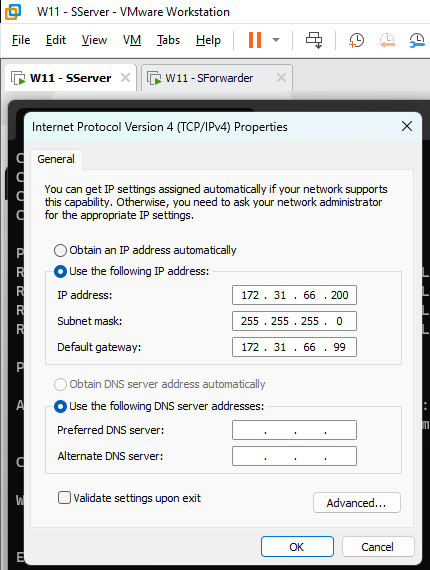 W11 - SServer - VMware Workstation
File Edit View VM Tabs Help
W11 - SServer × W11 - SForwarder ×
Internet Protocol Version 4 (TCP/IPv4) Properties
General
You can get IP settings assigned automatically if your network supports
this capability. Otherwise, you need to ask your network administrator
for the appropriate IP settings.
Obtain an IP address automatically
Use the following IP address:
IP address: 172 . 31 . 66 . 200
Subnet mask: 255 . 255 . 255 . 0
Default gateway: 172 . 31 . 66 . 99
Obtain DNS server address automatically
Use the following DNS server addresses:
Preferred DNS server: . . .
Alternate DNS server: . . .
Validate settings upon exit
Advanced...
OK Cancel